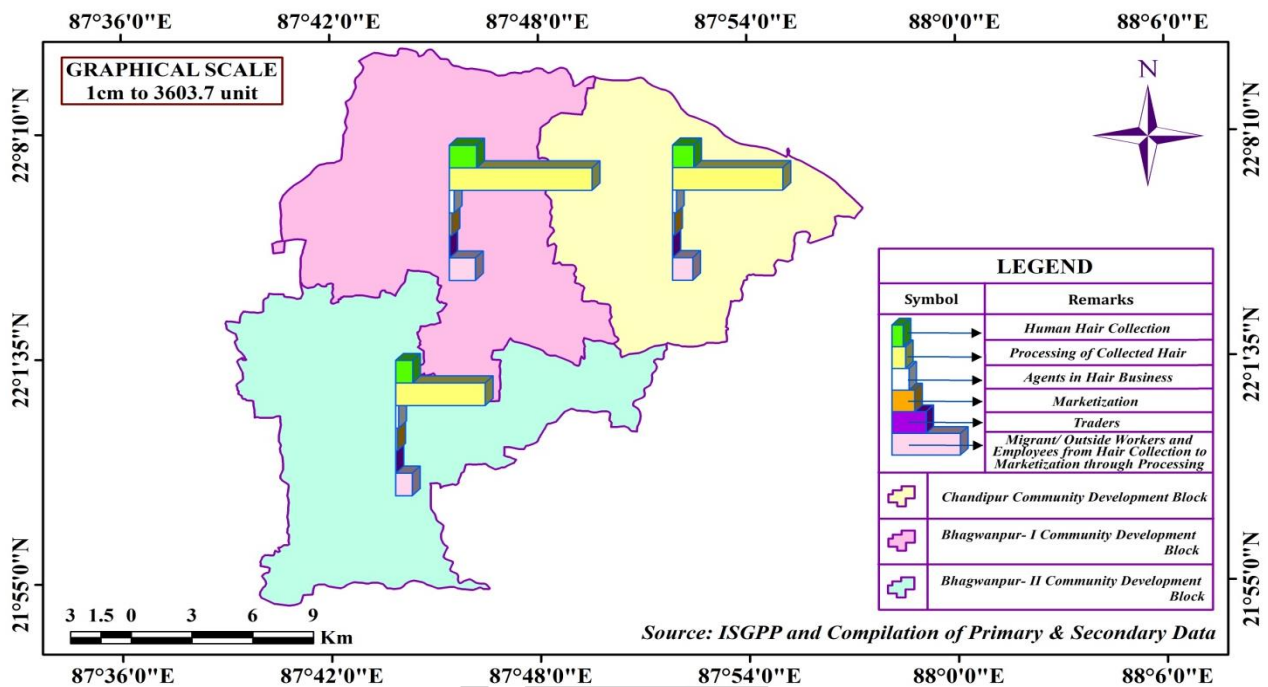 87°36'0"E 87°42'0"E 87°48'0"E 87°54'0"E 88°0'0"E 88°6'0"E
GRAPHICAL SCALE
1cm to 3603.7 unit
N
22°8'10"N 22°8'10"N
LEGEND
Symbol Remarks
Human Hair Collection
Processing of Collected Hair
Agents in Hair Business
Marketization
Traders
Migrant/ Outside Workers and
Employees from Hair Collection to
Marketization through Processing
Chandipur Community Development Block
Bhagwanpur- I Community Development
Block
Bhagwanpur- II Community Development
Block
22°1'35"N 22°1'35"N
21°55'0"N 21°55'0"N
3 1.5 0 3 6 9
Km
Source: ISGPP and Compilation of Primary & Secondary Data
87°36'0"E 87°42'0"E 87°48'0"E 87°54'0"E 88°0'0"E 88°6'0"E